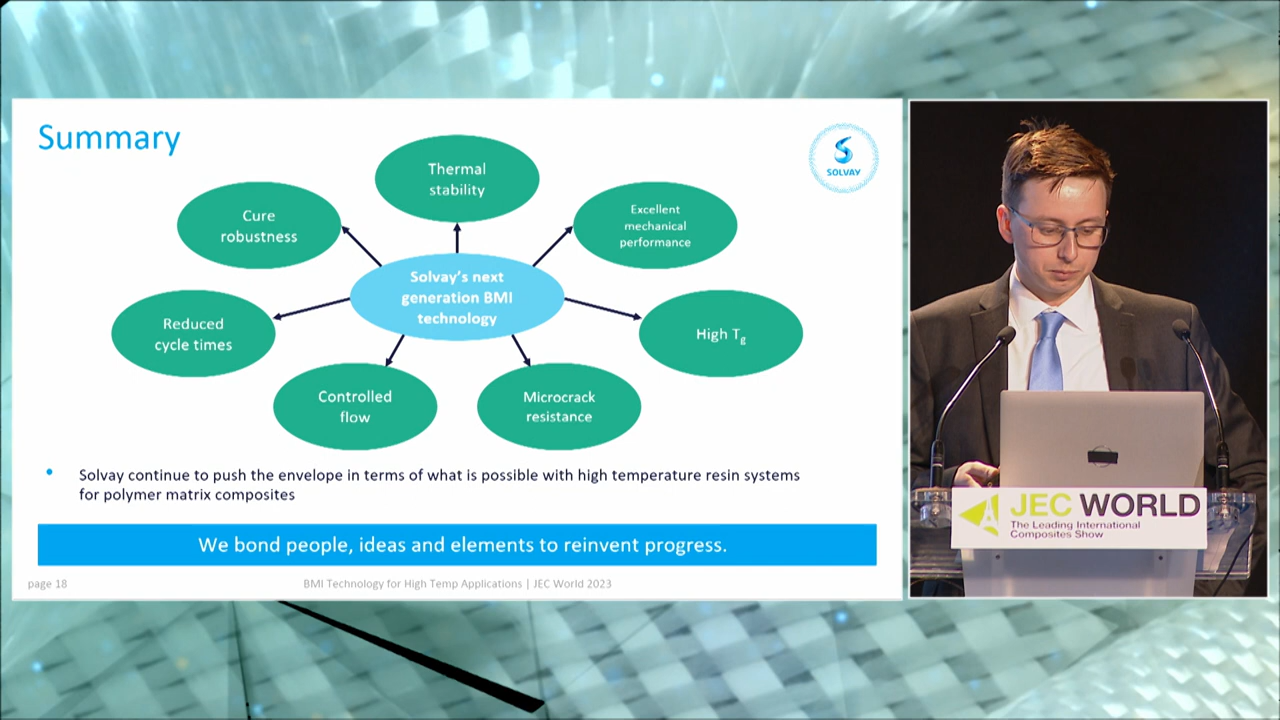 Summary
SOLVAY
Thermal
stability
Cure
robustness
Excellent
mechanical
performance
Solvay's next
generation BMI
technology
Reduced
cycle times
High Tg
Controlled
flow
Microcrack
resistance
• Solvay continue to push the envelope in terms of what is possible with high temperature resin systems
for polymer matrix composites
We bond people, ideas and elements to reinvent progress.
page 18
BMI Technology for High Temp Applications | JEC World 2023
JEC WORLD
The Leading International
Composites Show